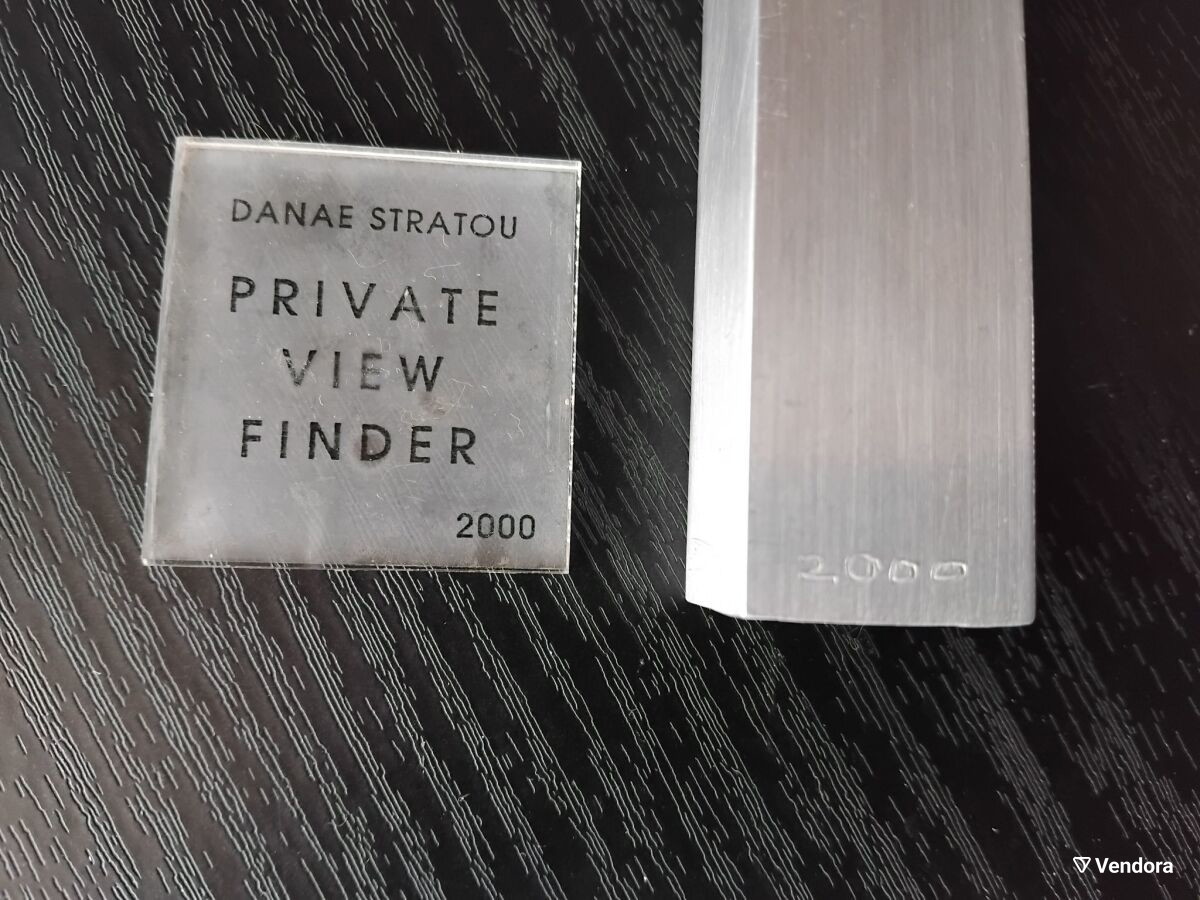 DANAE STRATOU
PRIVATE
VIEW
FINDER
2000
2000
Vendora